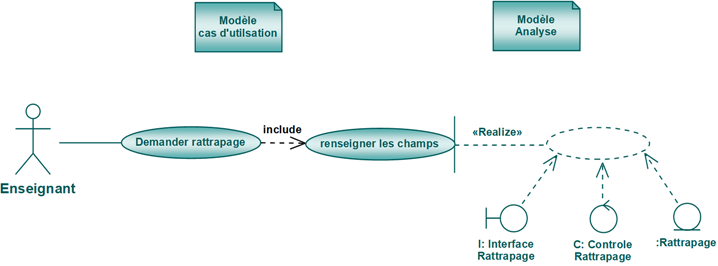 Modèle
cas d'utilsation
Modèle
Analyse
Demander rattrapage
include
renseigner les champs
«Realize»
Enseignant
I: Interface
Rattrapage
C: Controle
Rattrapage
:Rattrapage